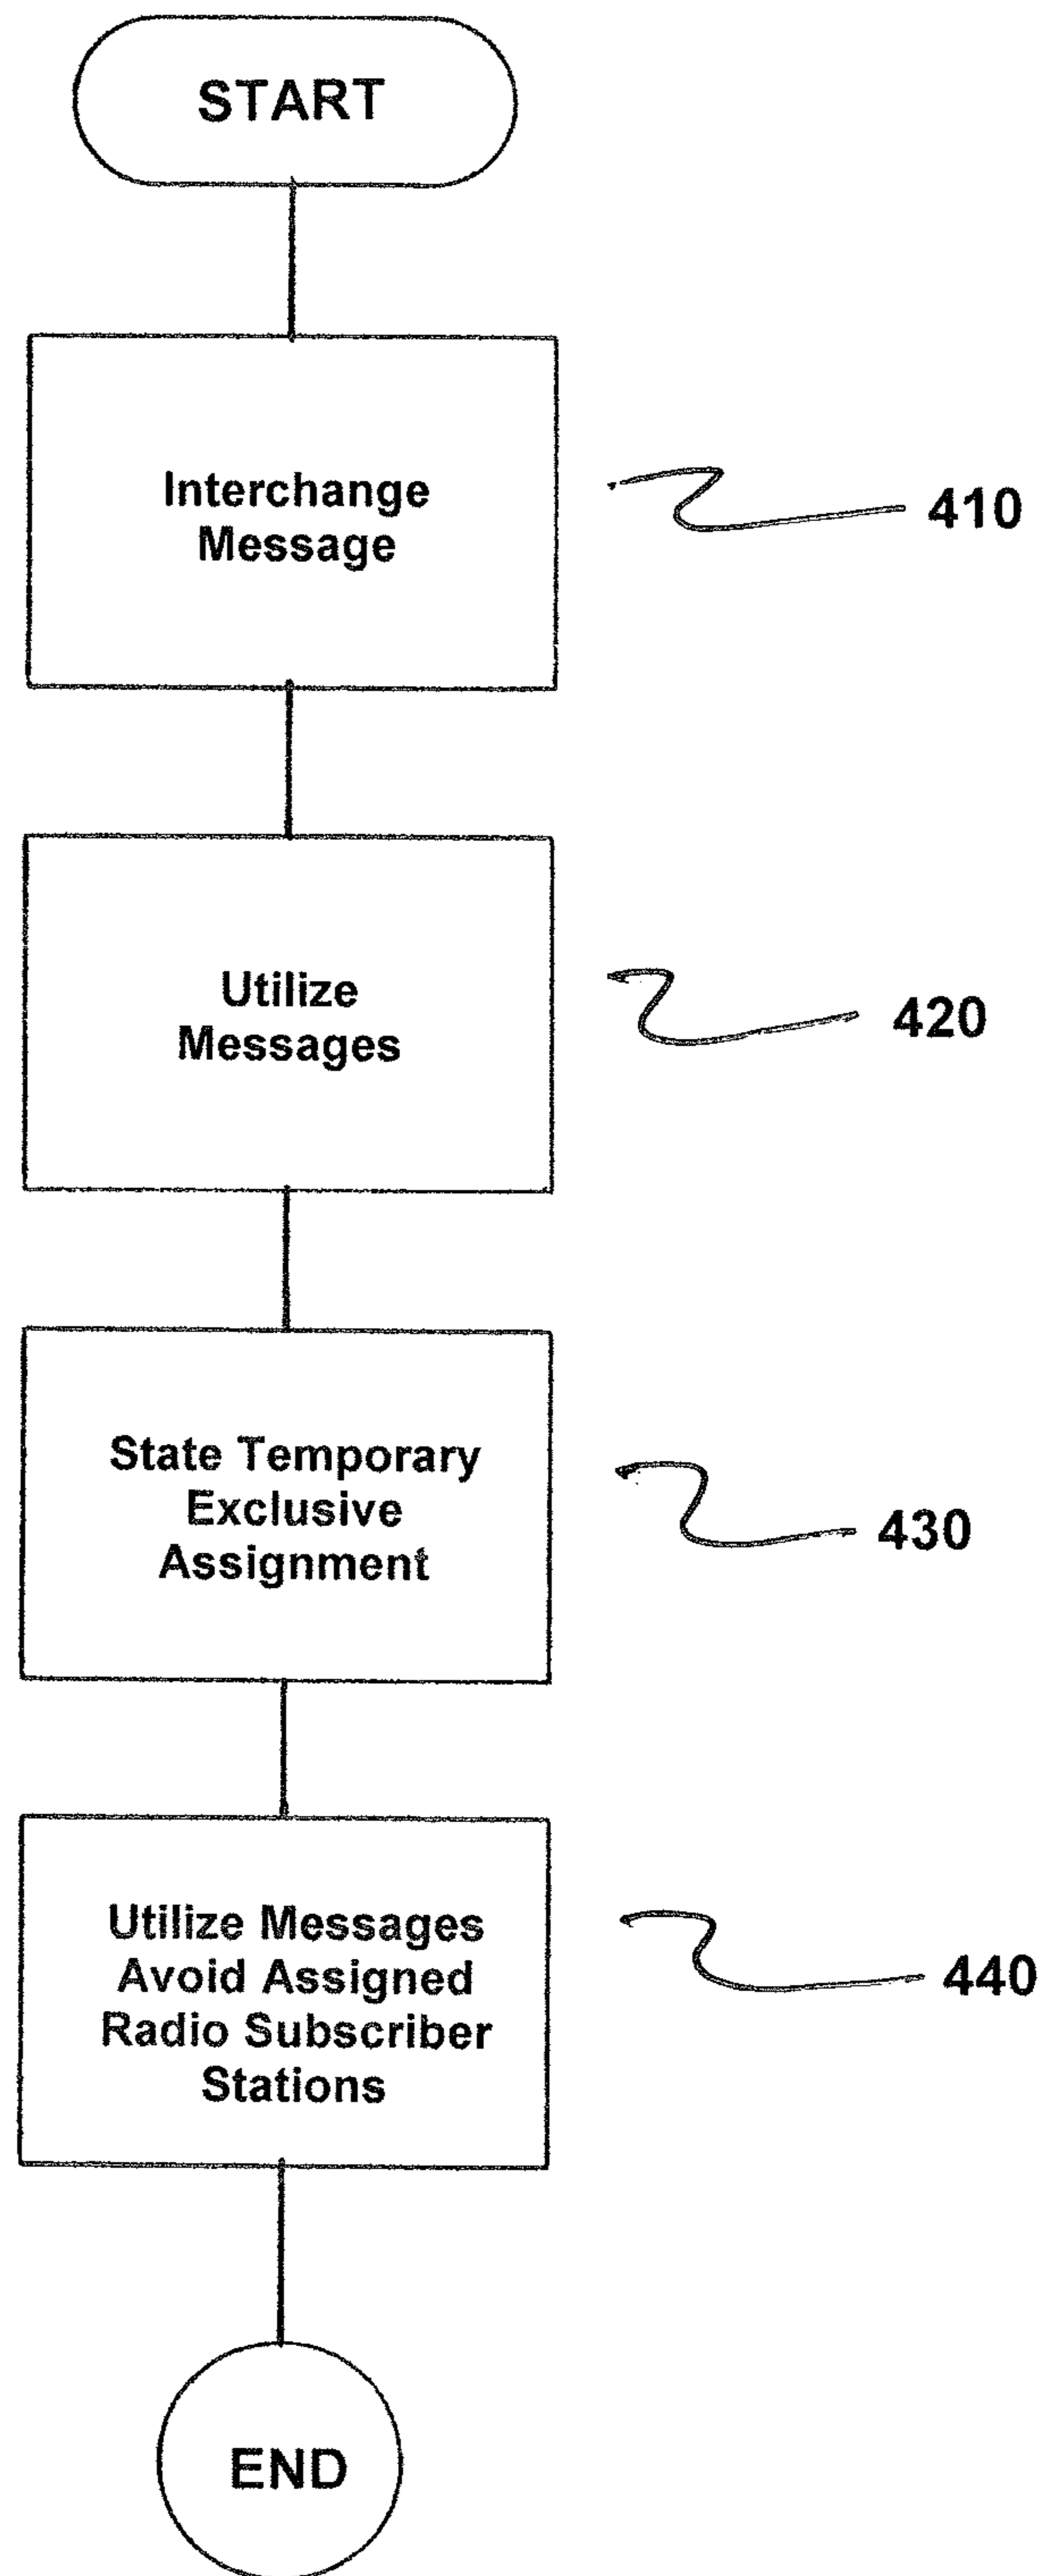 START
Interchange
Message
410
Utilize
Messages
420
State Temporary
Exclusive
Assignment
430
Utilize Messages
Avoid Assigned
Radio Subscriber
Stations
440
END